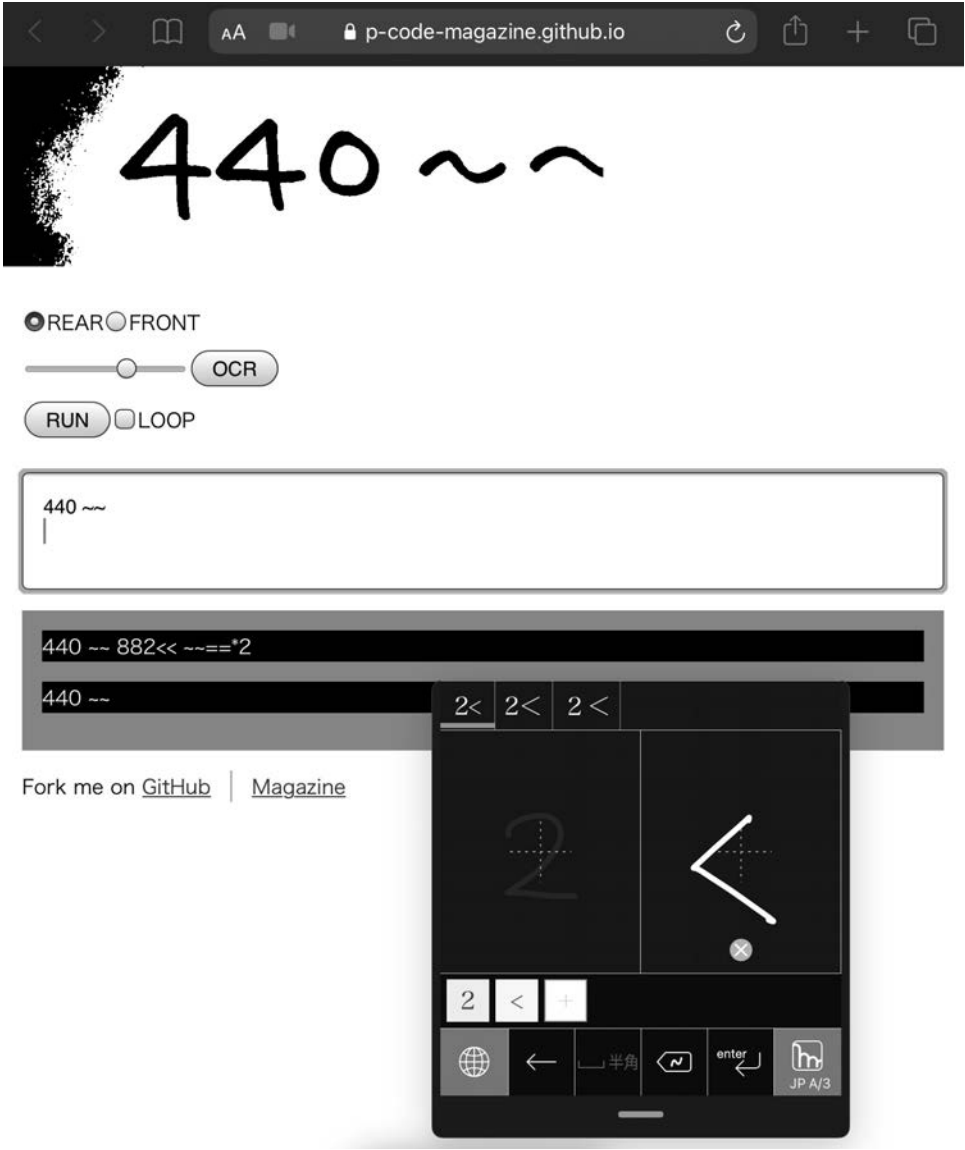 AA p-code-magazine.github.io
440 ~~
REAR FRONT
OCR
RUN LOOP
440 ~~
440 ~~ 882<< ~~==*2
440 ~~
2< 2< 2<
Fork me on GitHub Magazine
2 <
2 < +
半角 enter JP A/3